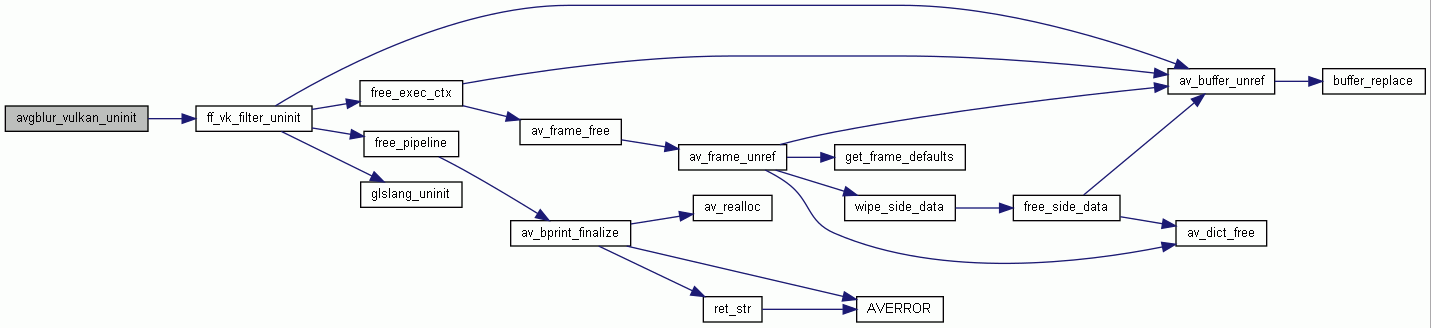 avgblur_vulkan_uninit
ff_vk_filter_uninit
free_exec_ctx
free_pipeline
glslang_uninit
av_frame_free
av_bprint_finalize
av_frame_unref
av_realloc
ret_str
get_frame_defaults
wipe_side_data
AVERROR
free_side_data
av_buffer_unref
av_dict_free
buffer_replace